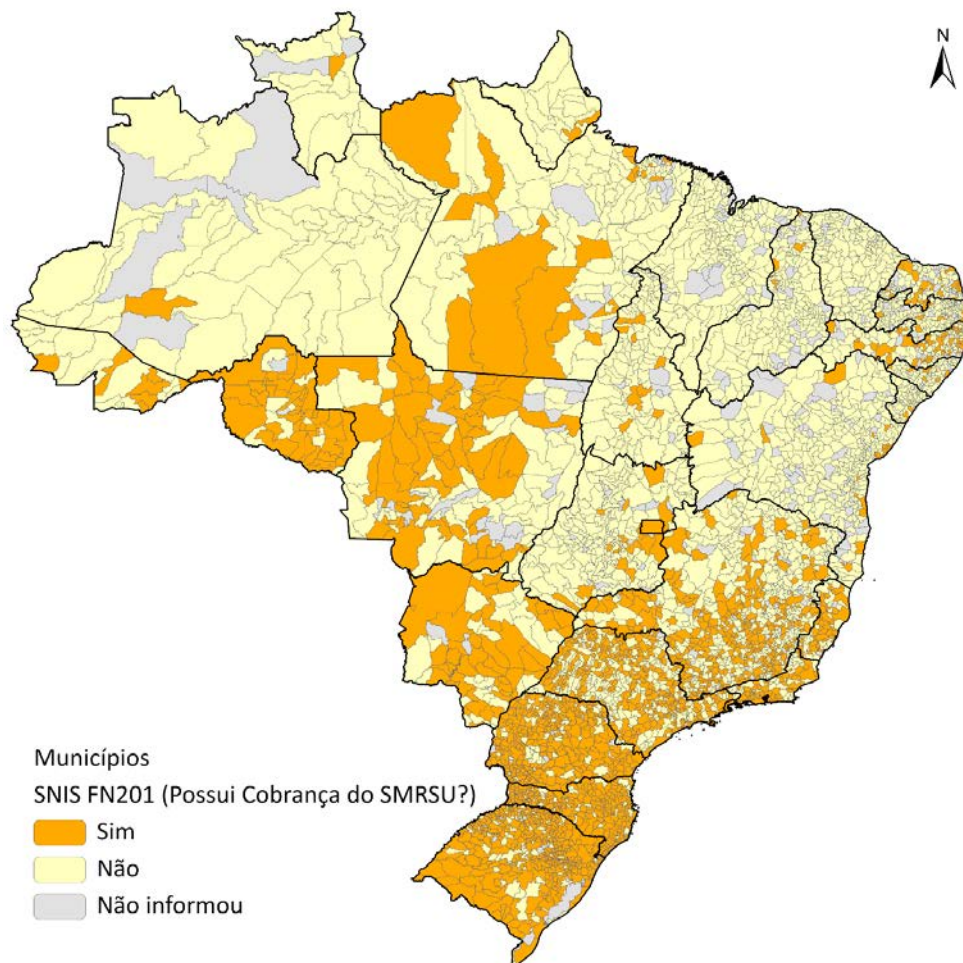 N
Municípios
SNIS FN201 (Possui Cobrança do SMRSU?)
Sim
Não
Não informou